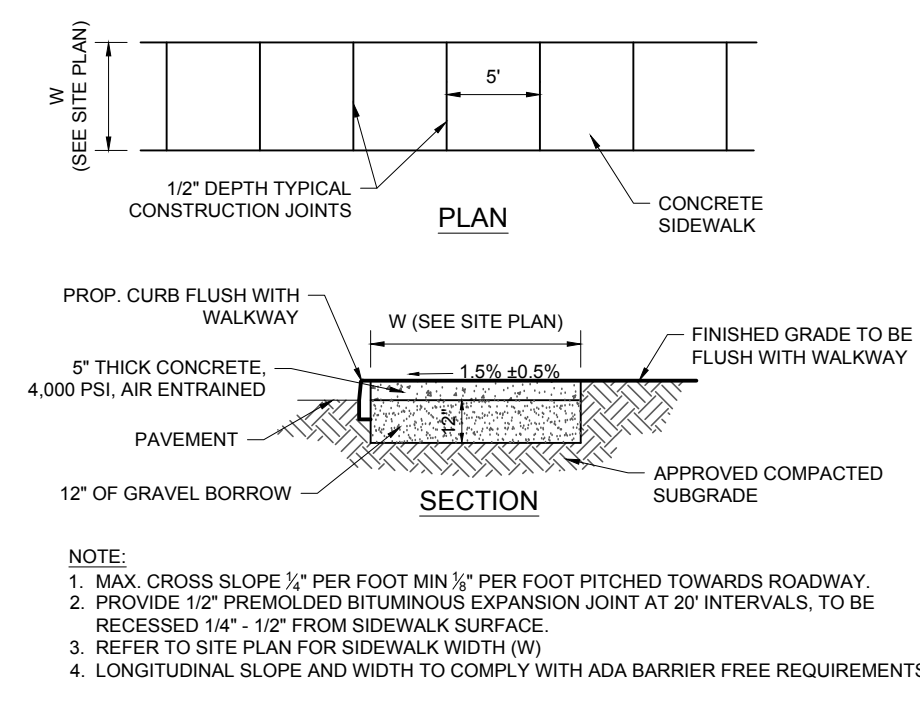 W
(SEE SITE PLAN)
5'
1/2" DEPTH TYPICAL
CONSTRUCTION JOINTS
PLAN
CONCRETE
SIDEWALK
PROP. CURB FLUSH WITH
WALKWAY
W (SEE SITE PLAN)
FINISHED GRADE TO BE
FLUSH WITH WALKWAY
5" THICK CONCRETE,
4,000 PSI, AIR ENTRAINED
1.5% ±0.5%
PAVEMENT
12"
12" OF GRAVEL BORROW
APPROVED COMPACTED
SUBGRADE
SECTION
NOTE:
1. MAX. CROSS SLOPE 1/4" PER FOOT MIN 1/8" PER FOOT PITCHED TOWARDS ROADWAY.
2. PROVIDE 1/2" PREMOLDED BITUMINOUS EXPANSION JOINT AT 20' INTERVALS, TO BE
RECESSED 1/4" - 1/2" FROM SIDEWALK SURFACE.
3. REFER TO SITE PLAN FOR SIDEWALK WIDTH (W)
4. LONGITUDINAL SLOPE AND WIDTH TO COMPLY WITH ADA BARRIER FREE REQUIREMENTS